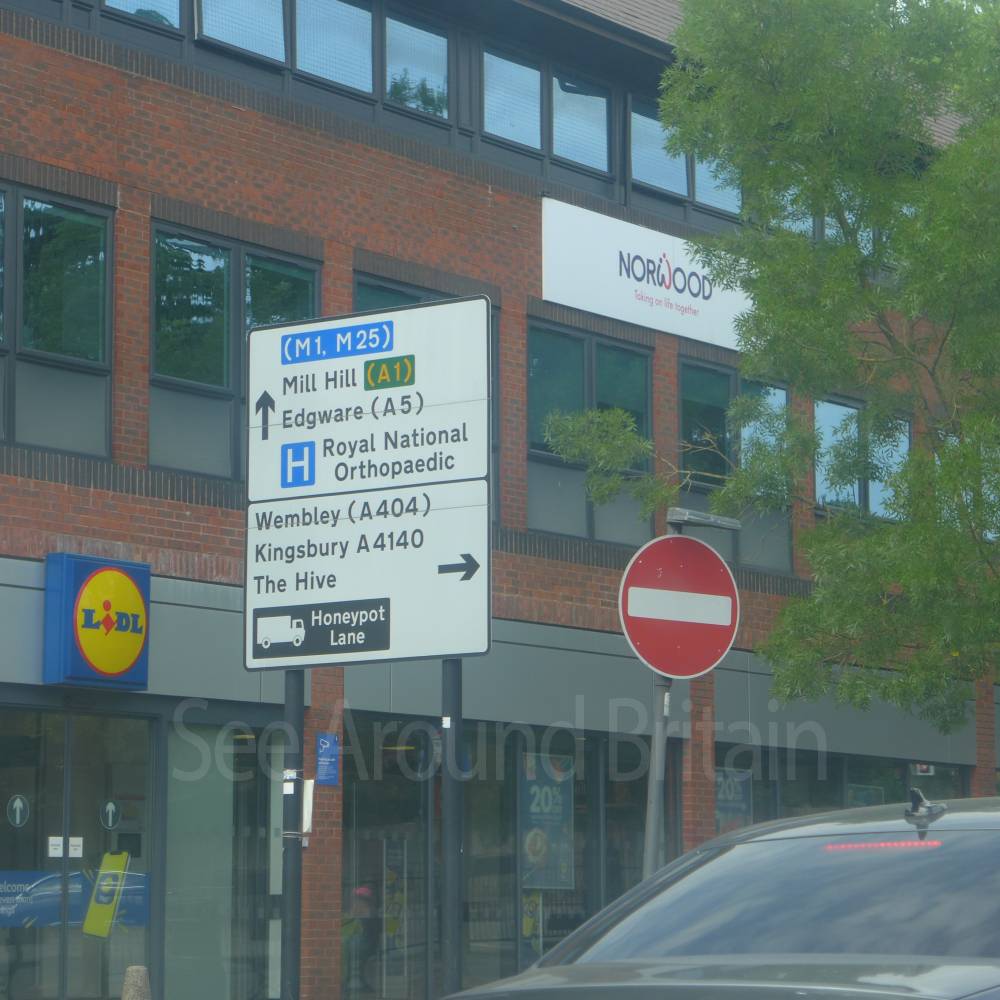 NORWOOD
Taking on life together
(M1, M25)
Mill Hill (A1)
Edgware (A5)
H Royal National
Orthopaedic
Wembley (A404)
Kingsbury A4140
The Hive
Honeypot
Lane
LIDL
See Around Britain
20%
20%